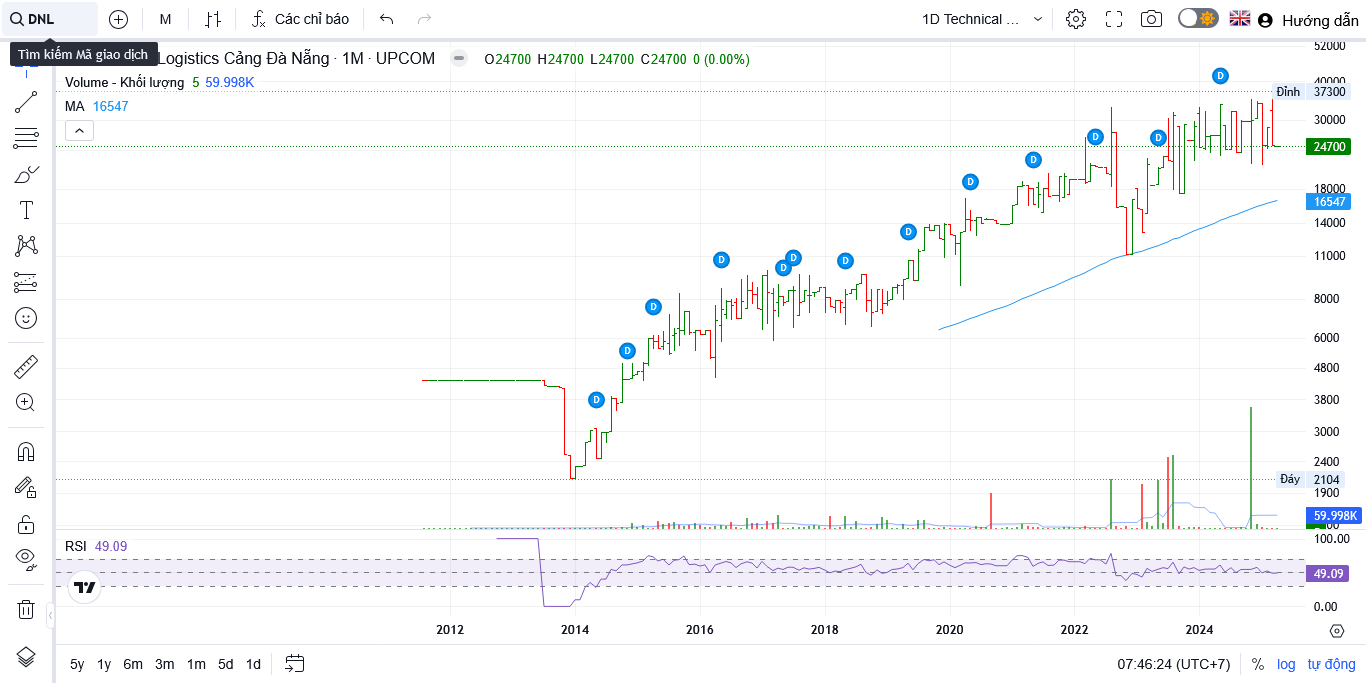 DNL M Các chỉ báo 1D Technical ... Hướng dẫn
Tìm kiếm Mã giao dịch
Logistics Cảng Đà Nẵng · 1M · UPCOM O24700 H24700 L24700 C24700 0 (0.00%)
Volume - Khối lượng 5 59.998K
MA 16547
D
D
D
D
D
D
D
D
D
D
D
D
D
52000
40000
Đỉnh 37300
30000
24700
18000
16547
14000
11000
8000
6000
4800
3800
3000
2400
Đáy 2104
1900
59.998K
RSI 49.09
100.00
49.09
0.00
2012 2014 2016 2018 2020 2022 2024
5y 1y 6m 3m 1m 5d 1d 07:46:24 (UTC+7) % log tự động